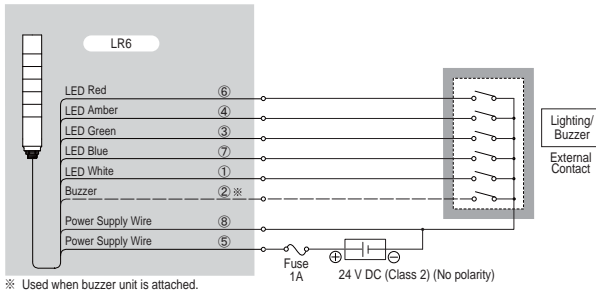 LR6
LED Red ⑥
LED Amber ④
LED Green ③
LED Blue ⑦
LED White ①
Buzzer ②※
Power Supply Wire ⑧
Power Supply Wire ⑤
Lighting/
Buzzer
External
Contact
Fuse
1A
⊕ ⊖
24 V DC (Class 2) (No polarity)
※ Used when buzzer unit is attached.